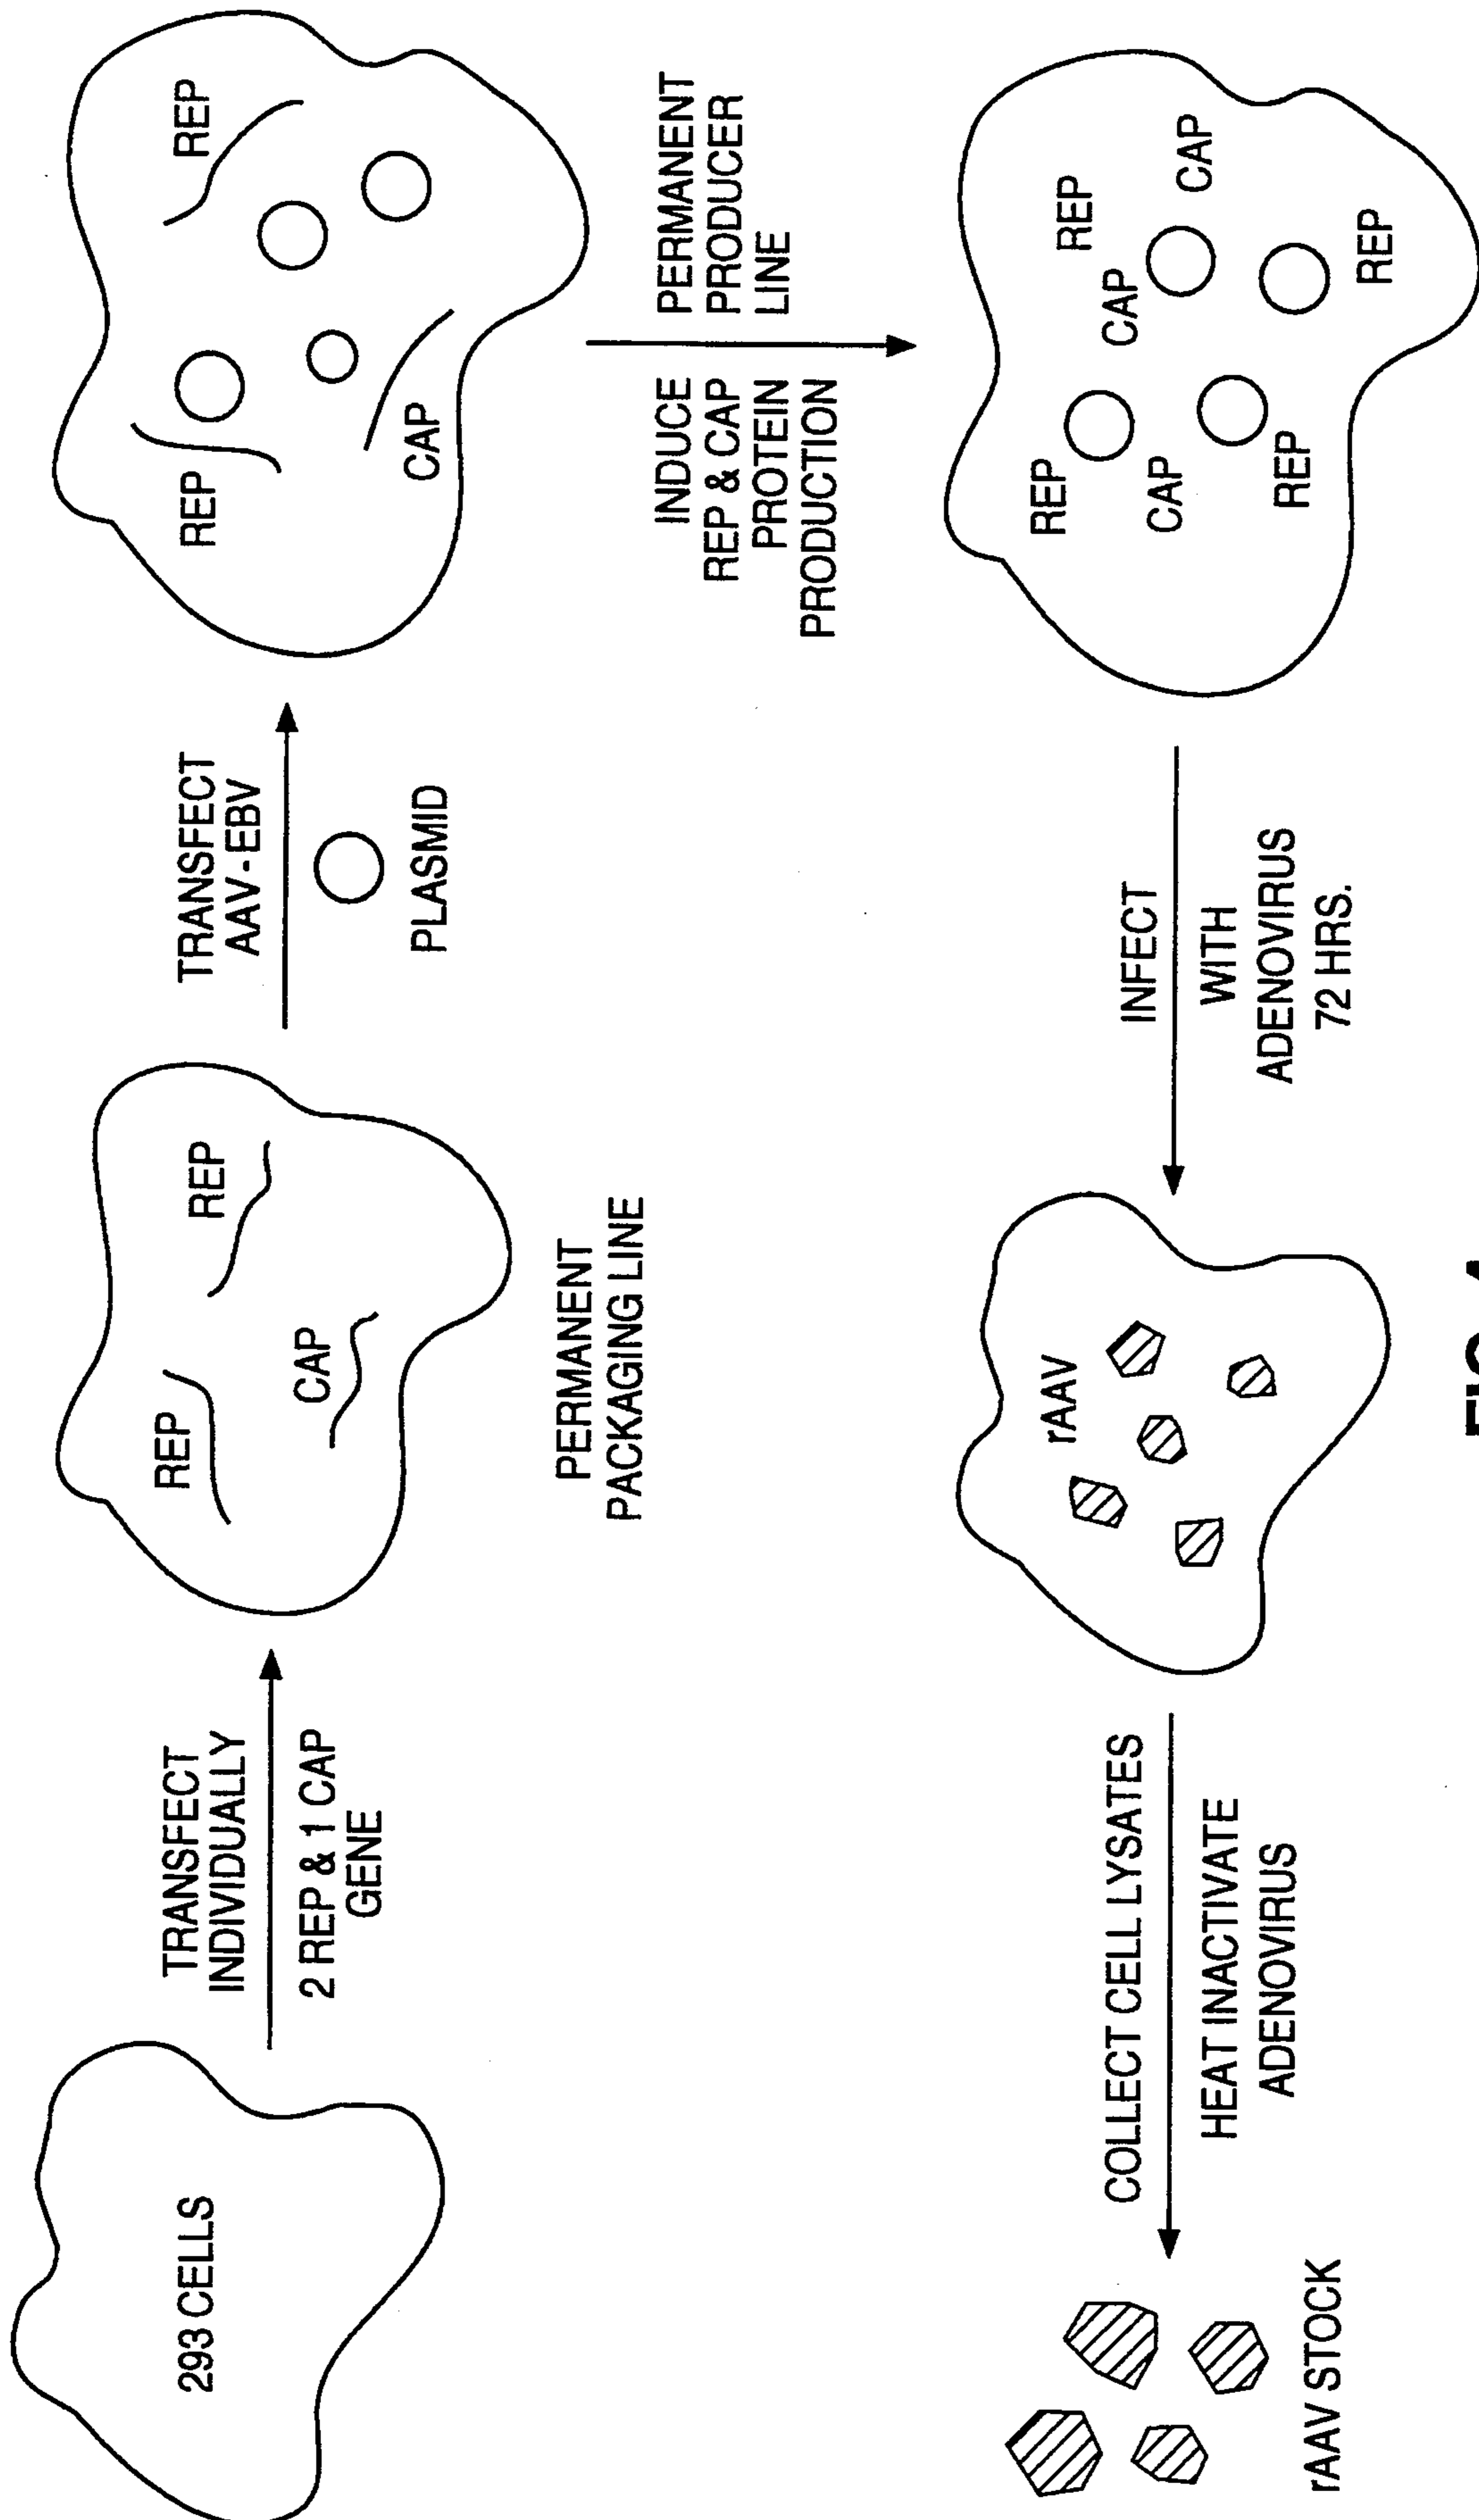 293 CELLS
TRANSFECT
INDIVIDUALLY
2 REP & 1 CAP
GENE
REP
REP
CAP
PERMANENT
PACKAGING LINE
TRANSFECT
AAV-EBV
PLASMID
REP
REP
CAP
INDUCE
REP & CAP
PROTEIN
PRODUCTION
PERMANENT
PRODUCER
LINE
REP
CAP
REP
CAP
REP
CAP
REP
INFECT
WITH
ADENOVIRUS
72 HRS.
rAAV
COLLECT CELL LYSATES
HEAT INACTIVATE
ADENOVIRUS
rAAV STOCK